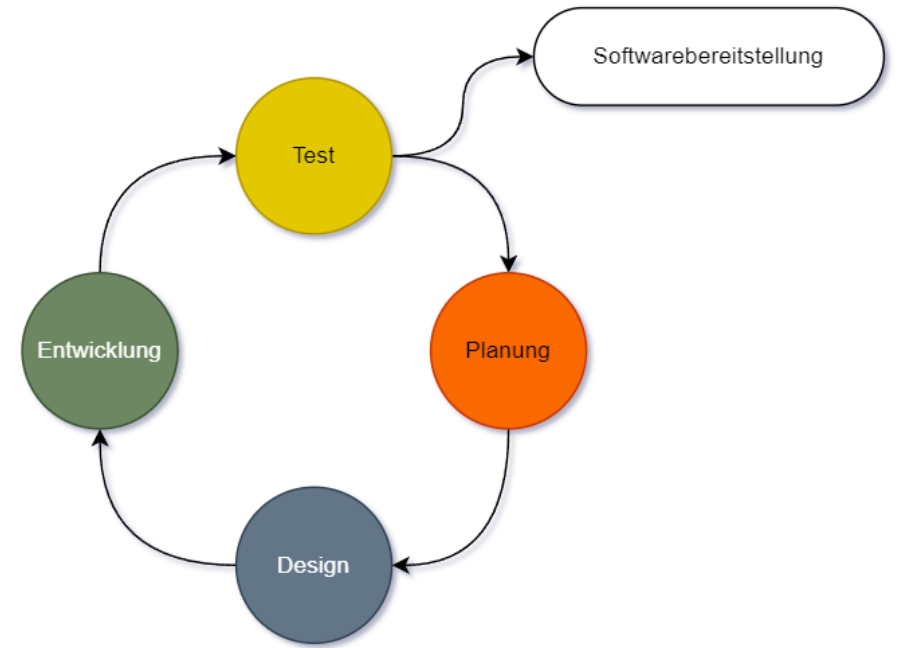 Softwarebereitstellung
Test
Entwicklung
Planung
Design